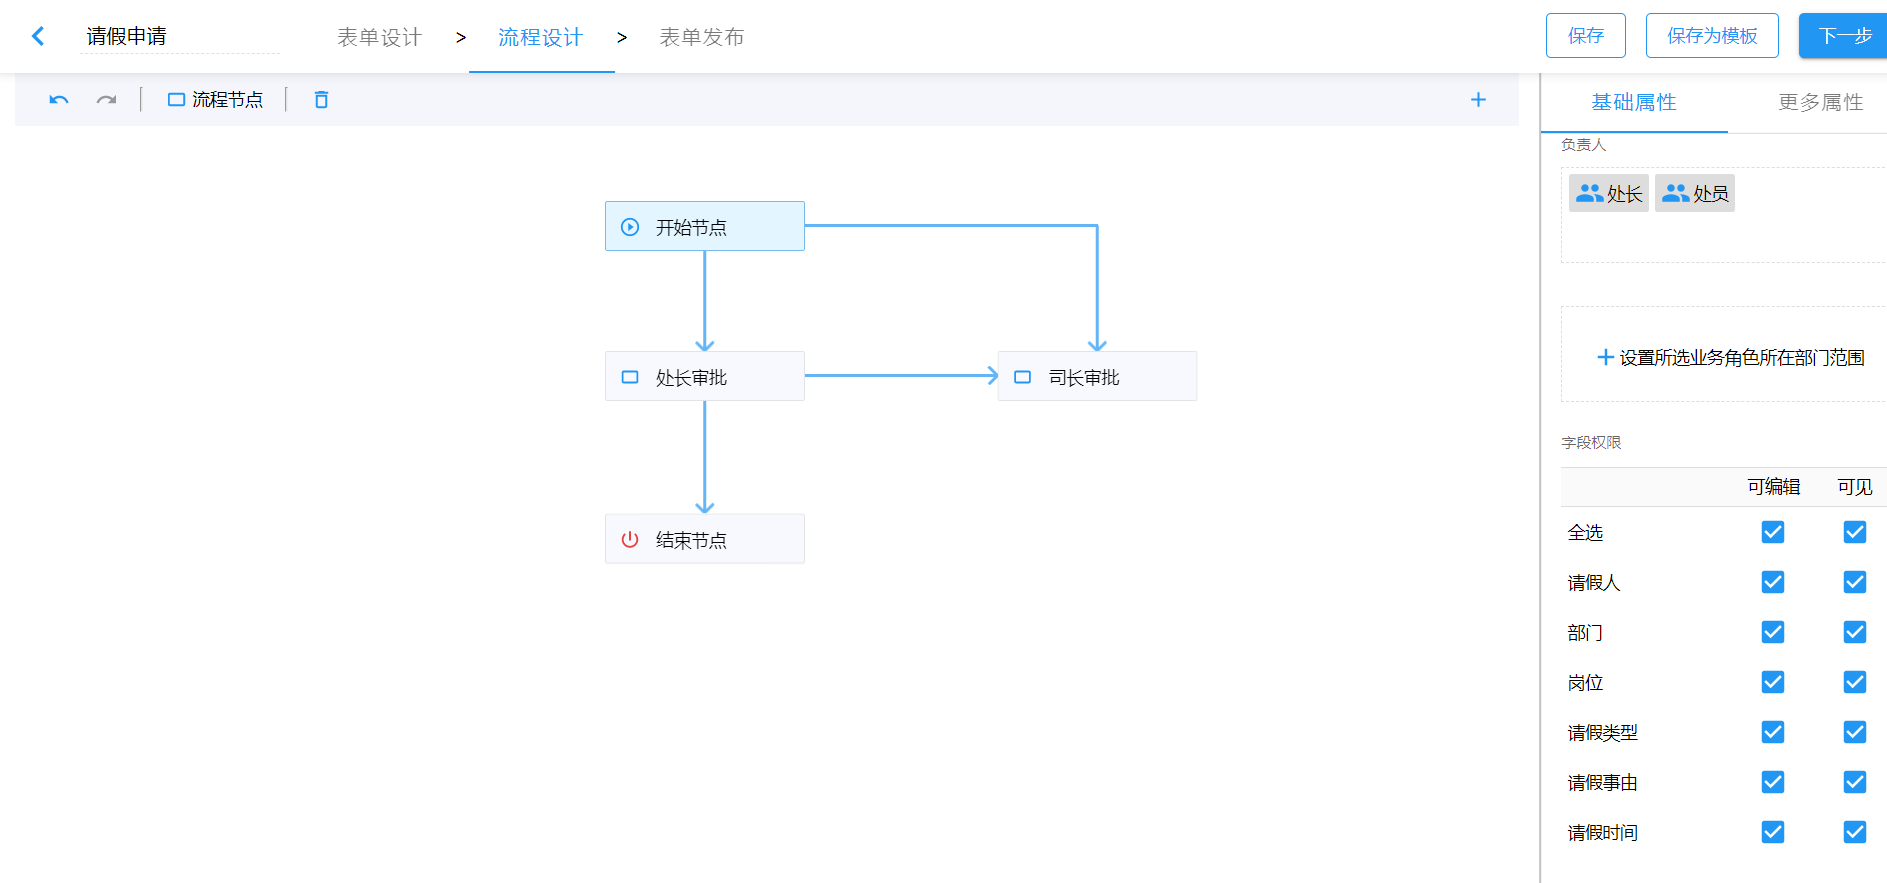 请假申请
表单设计 > 流程设计 > 表单发布
保存
保存为模板
下一步
流程节点
基础属性
更多属性
负责人
处长
处员
开始节点
设置所选业务角色所在部门范围
处长审批
司长审批
字段权限
可编辑
可见
全选
结束节点
请假人
部门
岗位
请假类型
请假事由
请假时间